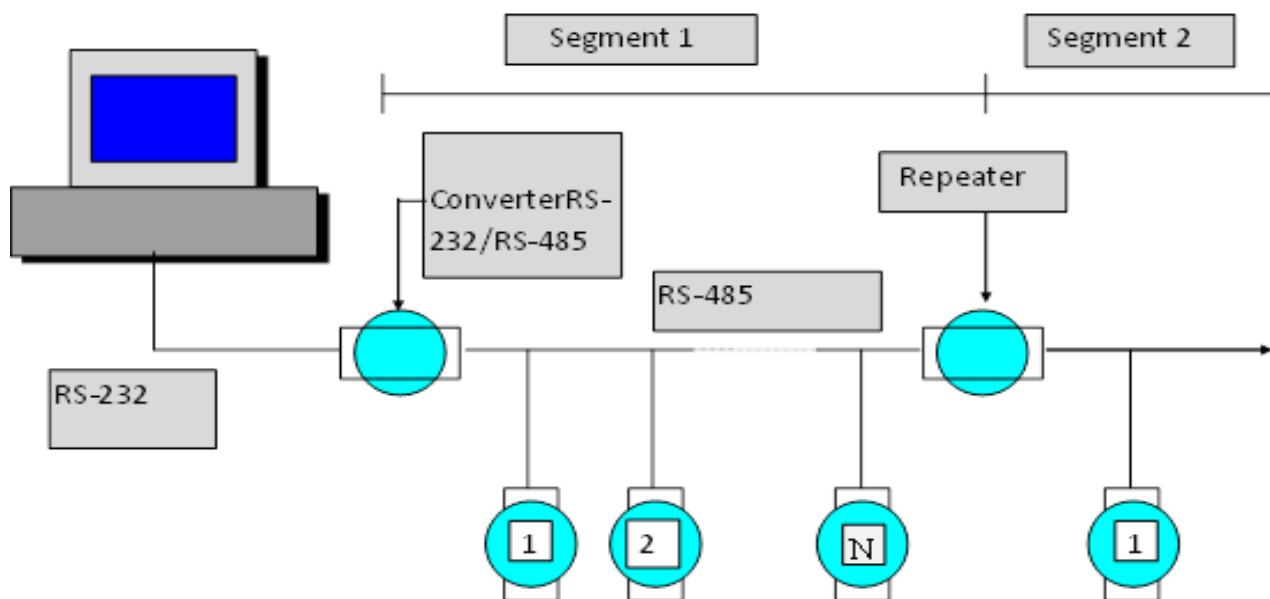 Segment 1
Segment 2
ConverterRS-
232/RS-485
Repeater
RS-485
RS-232
1
2
N
1